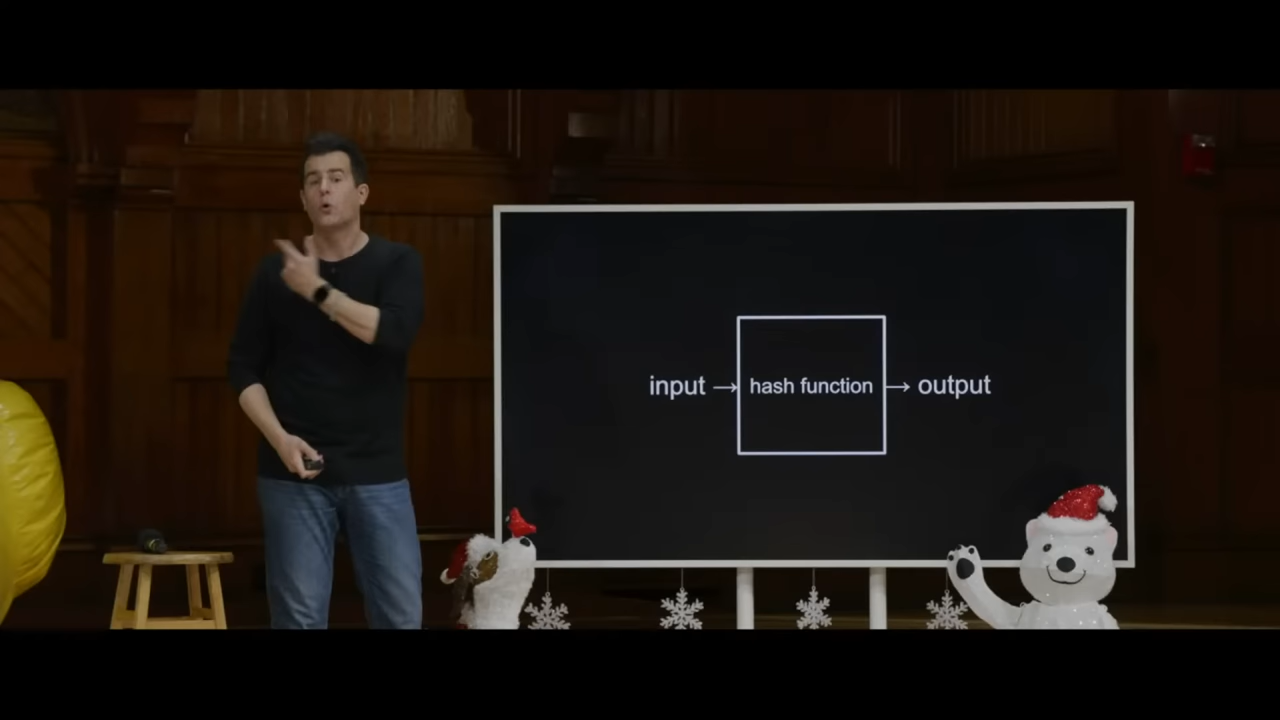 input → hash function → output